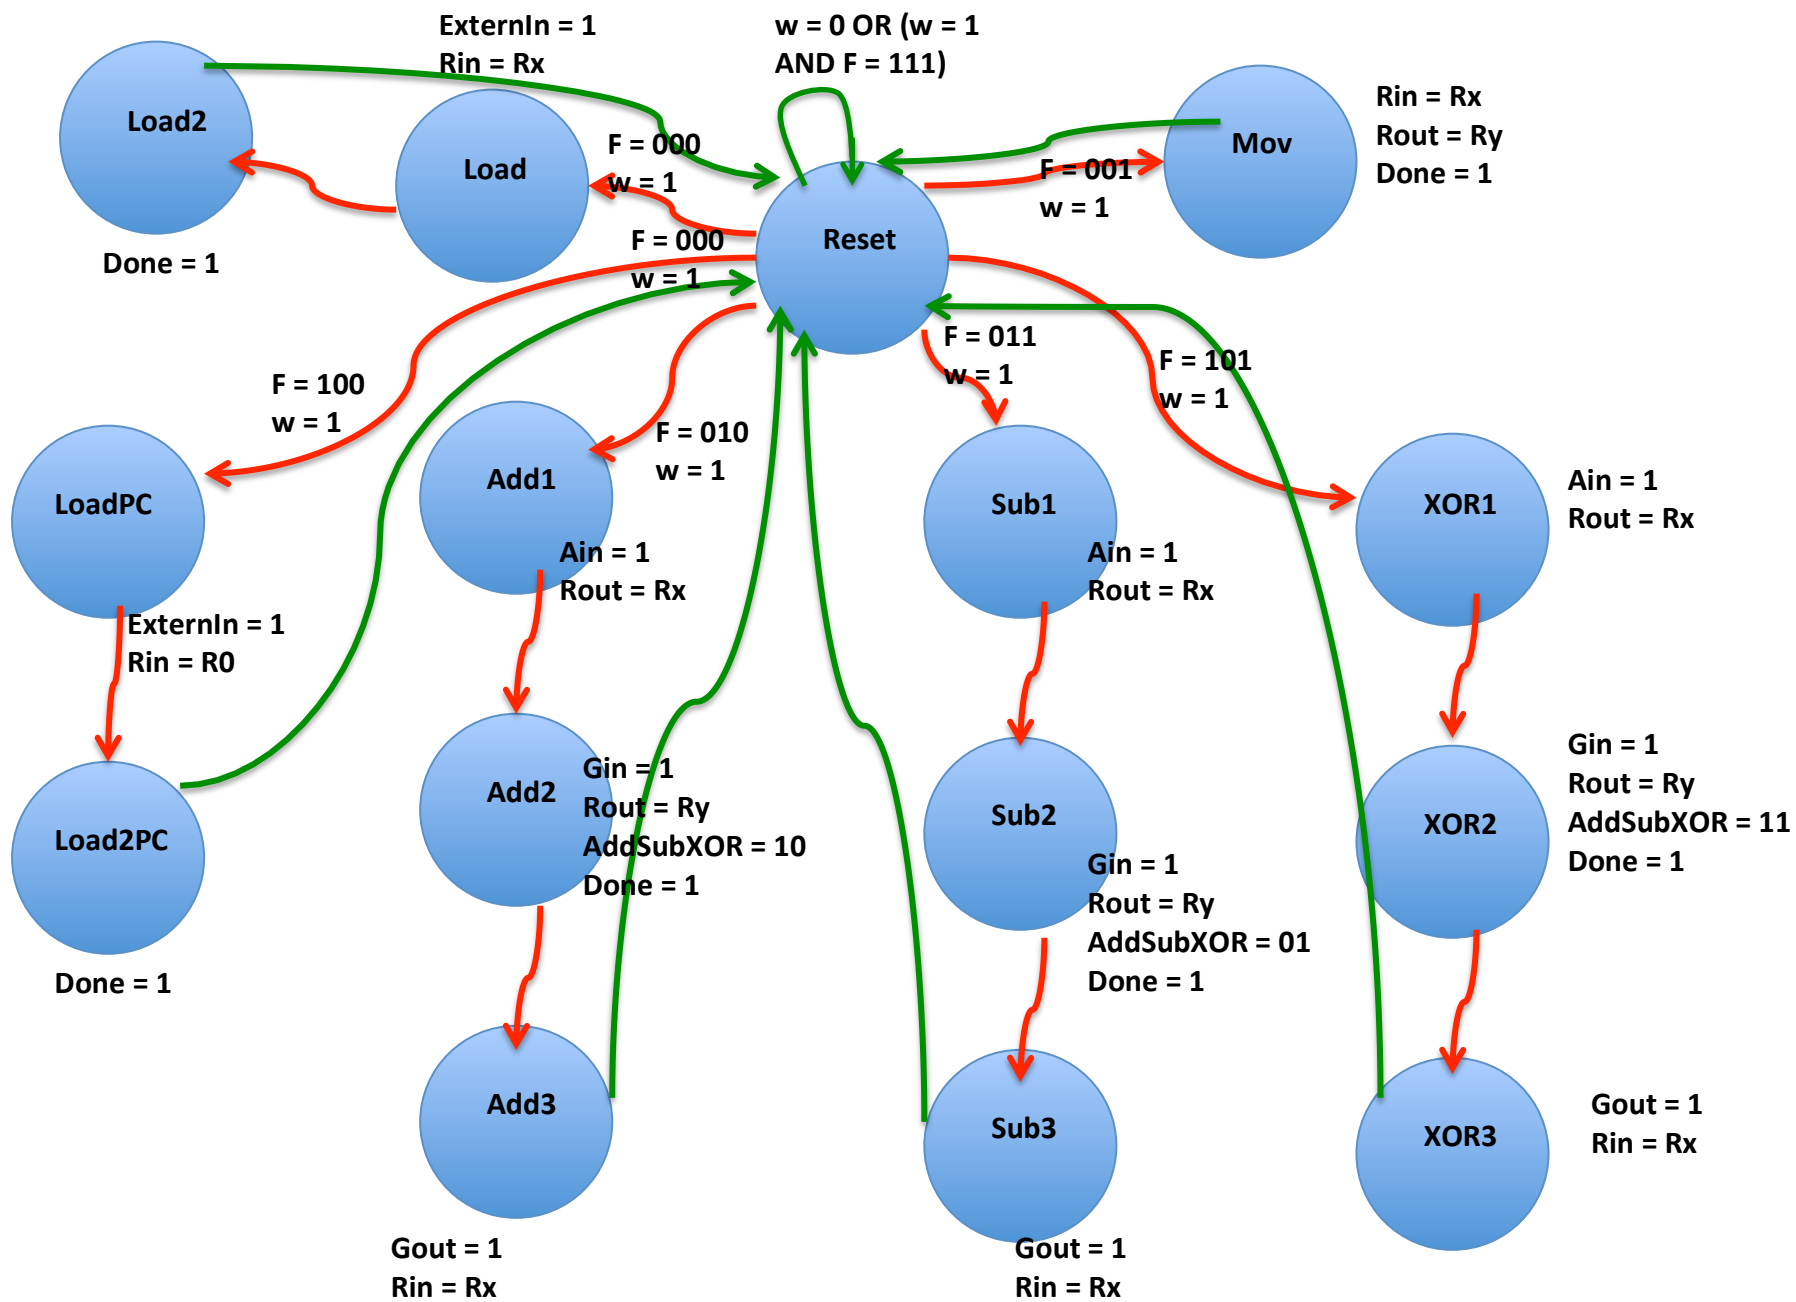 ExternIn = 1
Rin = Rx
w = 0 OR (w = 1
AND F = 111)
Load2
Load
F = 000
w = 1
Mov
Rin = Rx
Rout = Ry
Done = 1
F = 001
w = 1
Reset
Done = 1
F = 000
w = 1
F = 100
w = 1
F = 010
w = 1
F = 011
w = 1
F = 101
w = 1
LoadPC
Add1
Sub1
XOR1
Ain = 1
Rout = Rx
Ain = 1
Rout = Rx
Ain = 1
Rout = Rx
ExternIn = 1
Rin = R0
Load2PC
Add2
Gin = 1
Rout = Ry
AddSubXOR = 10
Done = 1
Sub2
Gin = 1
Rout = Ry
AddSubXOR = 01
Done = 1
XOR2
Gin = 1
Rout = Ry
AddSubXOR = 11
Done = 1
Done = 1
Add3
Sub3
XOR3
Gout = 1
Rin = Rx
Gout = 1
Rin = Rx
Gout = 1
Rin = Rx